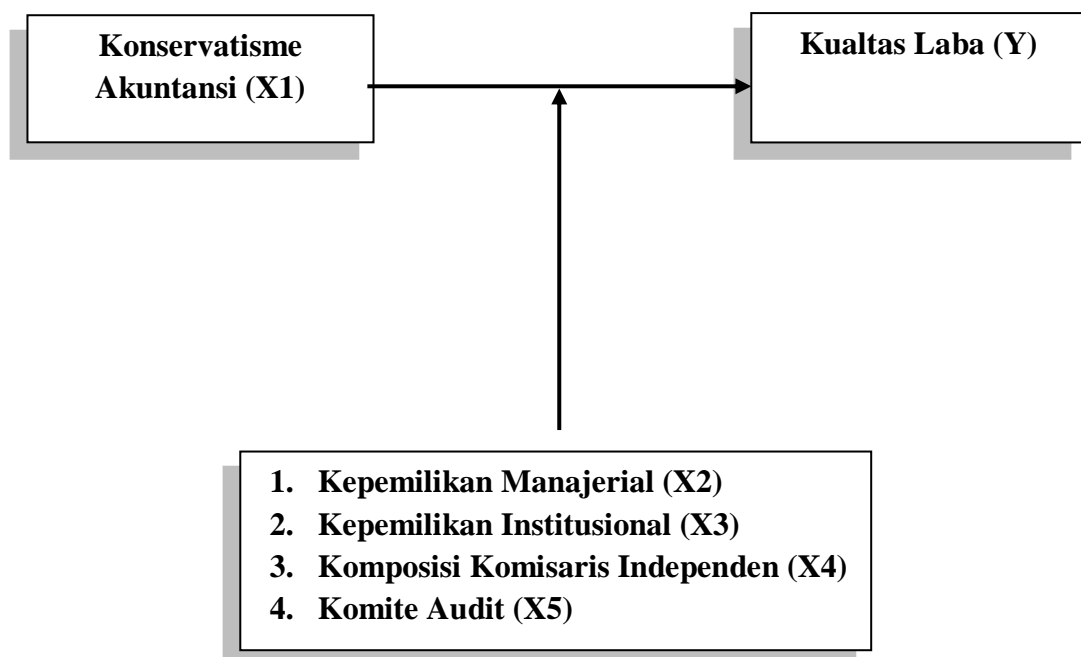 Konservatisme
Akuntansi (X1)
Kualtas Laba (Y)
1. Kepemilikan Manajerial (X2)
2. Kepemilikan Institusional (X3)
3. Komposisi Komisaris Independen (X4)
4. Komite Audit (X5)